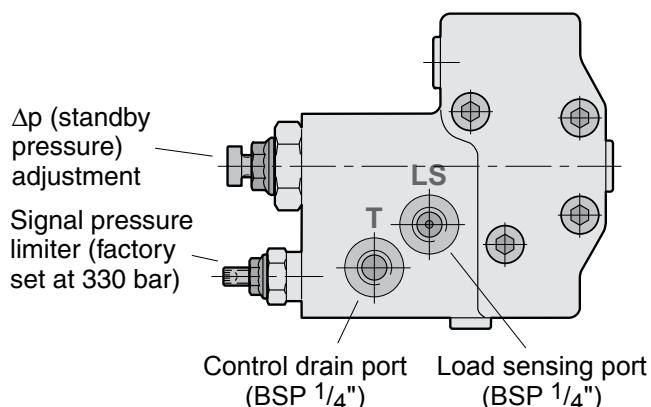 Δp (standby
pressure)
adjustment
Signal pressure
limiter (factory
set at 330 bar)
LS
T
Control drain port
(BSP 1/4")
Load sensing port
(BSP 1/4")